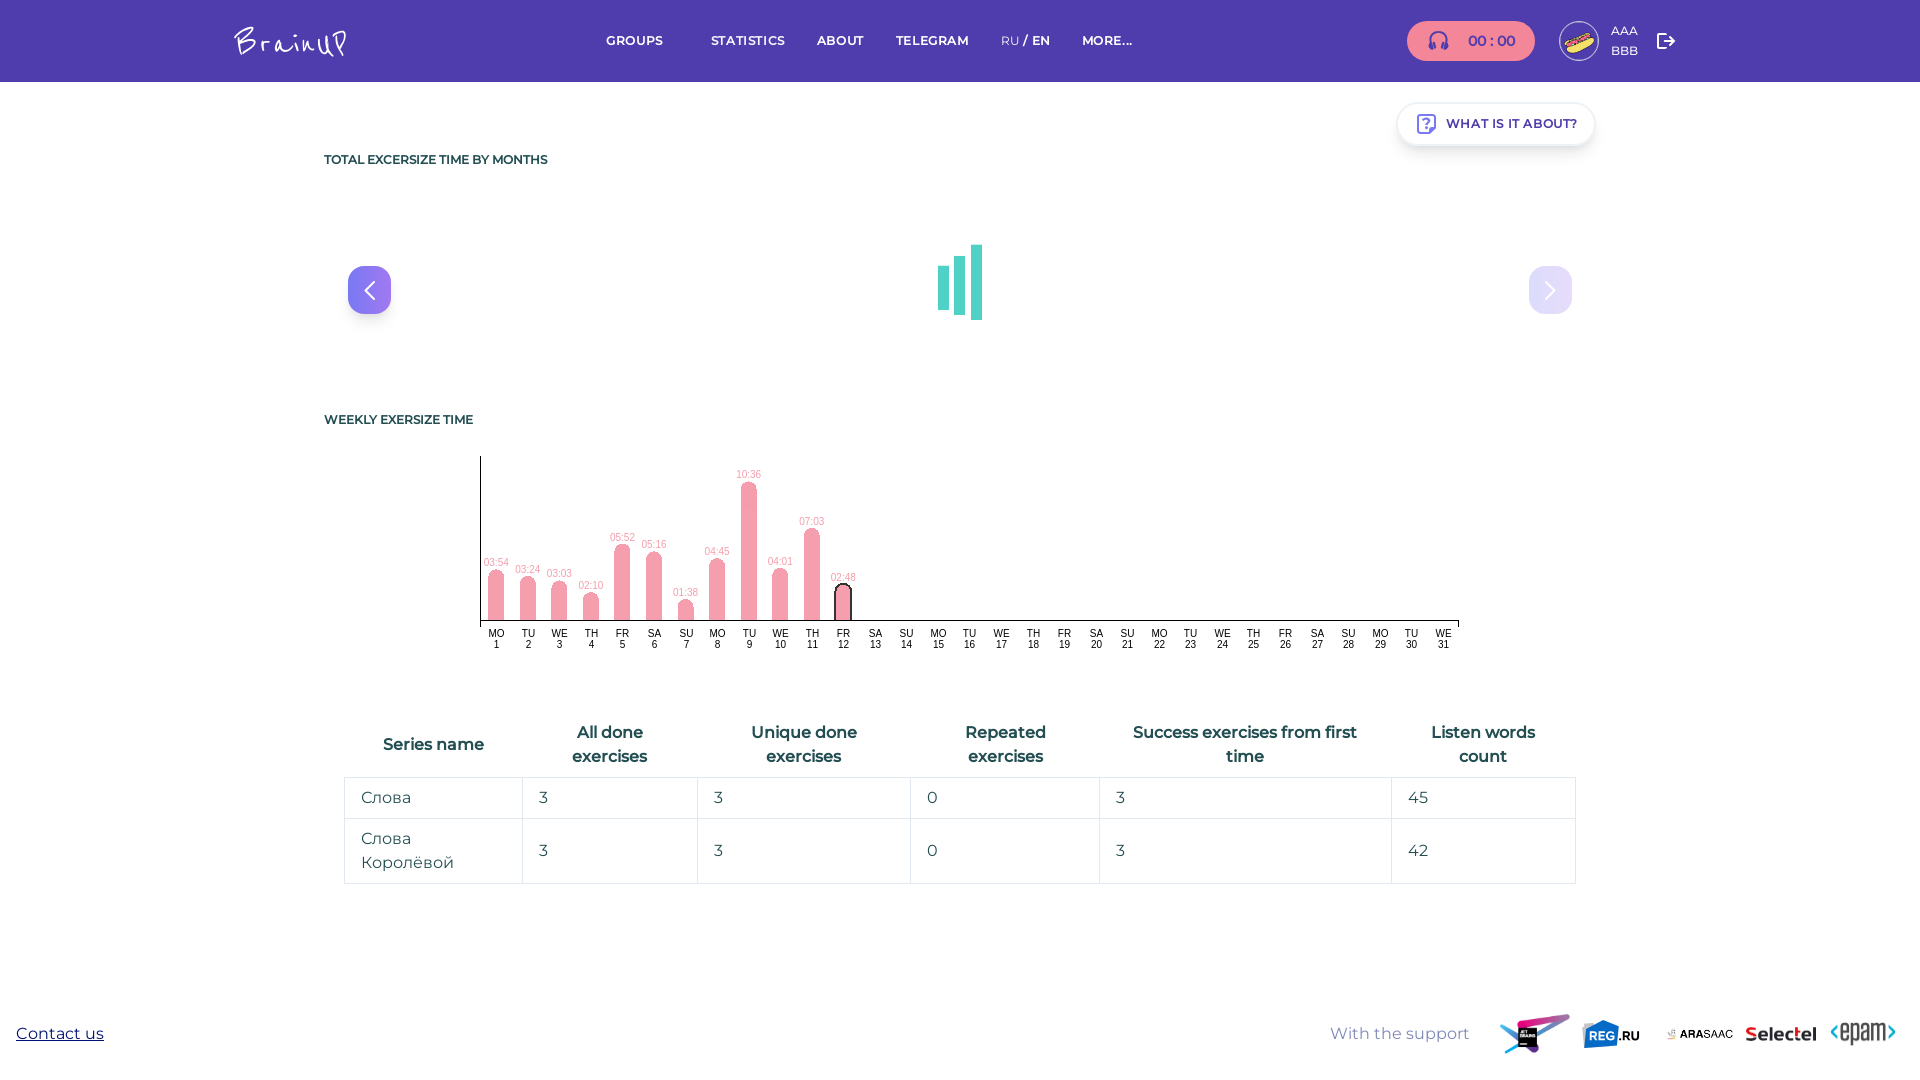 BrainUP
GROUPS STATISTICS ABOUT TELEGRAM RU / EN MORE...
00 : 00
AAA
BBB
WHAT IS IT ABOUT?
TOTAL EXCERSIZE TIME BY MONTHS
WEEKLY EXERSIZE TIME
03:54 03:24 03:03 02:10 05:52 05:16 01:38 04:45 10:36 04:01 07:03 02:48
MO TU WE TH FR SA SU MO TU WE TH FR SA SU MO TU WE TH FR SA SU MO TU WE TH FR SA SU MO TU WE
1 2 3 4 5 6 7 8 9 10 11 12 13 14 15 16 17 18 19 20 21 22 23 24 25 26 27 28 29 30 31
Series name
All done
exercises
Unique done
exercises
Repeated
exercises
Success exercises from first
time
Listen words
count
Слова 3 3 0 3 45
Слова
Королёвой
3 3 0 3 42
Contact us
With the support
REG.RU
ARASAAC
Selectel
<epam>